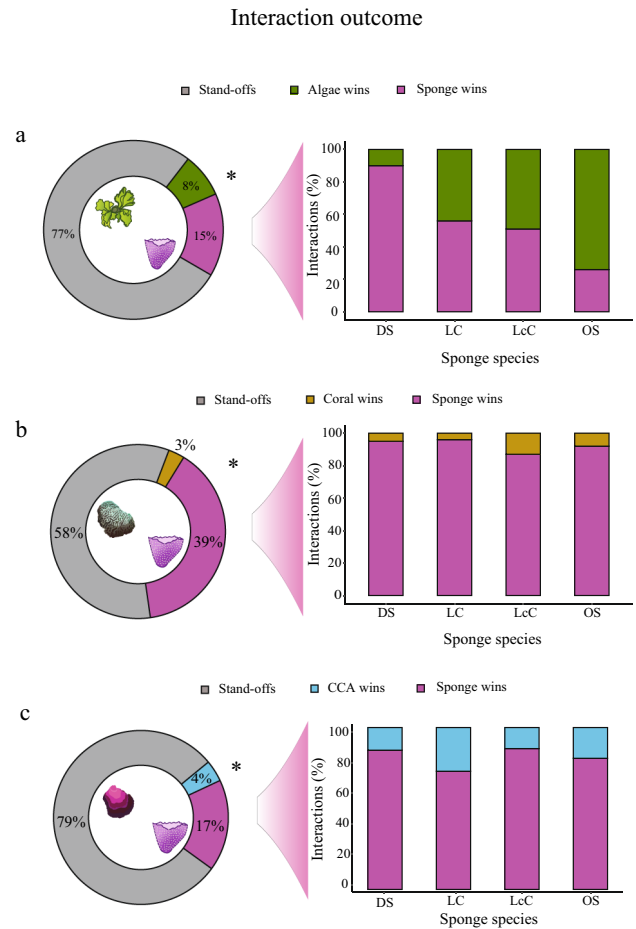 Interaction outcome
Stand-offs Algae wins Sponge wins
a
*
8%
77%
15%
Interactions (%)
100
80
60
40
20
0
DS LC LcC OS
Sponge species
Stand-offs Coral wins Sponge wins
b
3%
*
58%
39%
Interactions (%)
100
80
60
40
20
0
DS LC LcC OS
Sponge species
Stand-offs CCA wins Sponge wins
c
*
4%
79%
17%
Interactions (%)
100
80
60
40
20
0
DS LC LcC OS
Sponge species